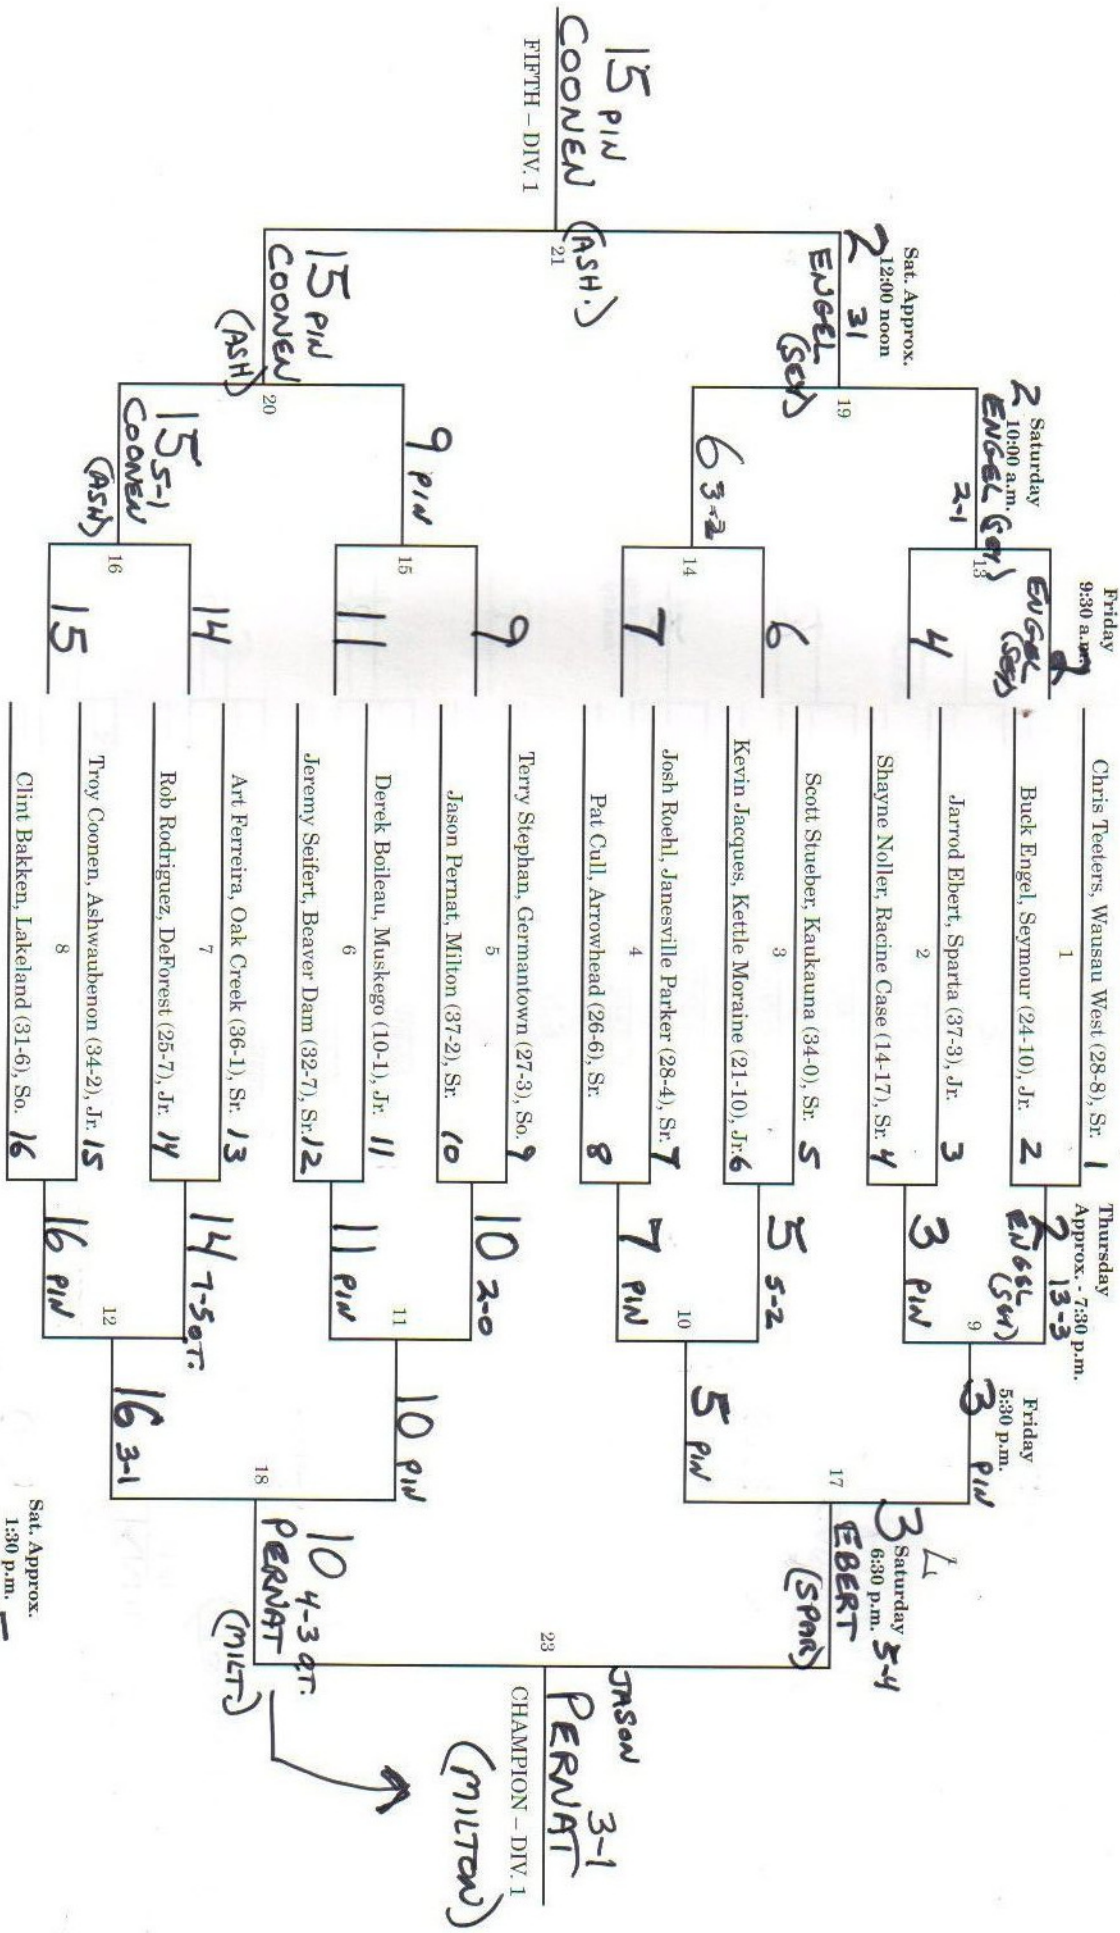 Friday
9:30 a.m.
2
ENGEL
(SEY)
4
6
7
9
11
14
15
Saturday
10:00 a.m.
2
ENGEL (SEY)
2-1
13
6 3-2
14
9 PIN
15
15 5-1
COONEN
(ASH)
16
Sat. Approx.
12:00 noon
2 31
ENGEL
(SEY)
19
15 PIN
COONEN
(ASH)
20
15 PIN
COONEN (ASH.)
FIFTH – DIV. 1
21
Chris Teeters, Wausau West (28-8), Sr. 1
1
Buck Engel, Seymour (24-10), Jr. 2
Jarrod Ebert, Sparta (37-3), Jr. 3
2
Shayne Noller, Racine Case (14-17), Sr. 4
Scott Stueber, Kaukauna (34-0), Sr. 5
3
Kevin Jacques, Kettle Moraine (21-10), Jr. 6
Josh Roehl, Janesville Parker (28-4), Sr. 7
4
Pat Cull, Arrowhead (26-6), Sr. 8
Terry Stephan, Germantown (27-3), So. 9
5
Jason Pernat, Milton (37-2), Sr. 10
Derek Boileau, Muskego (10-1), Jr. 11
6
Jeremy Seifert, Beaver Dam (32-7), Sr. 12
Art Ferreira, Oak Creek (36-1), Sr. 13
7
Rob Rodriguez, DeForest (25-7), Jr. 14
Troy Coonen, Ashwaubenon (34-2), Jr. 15
8
Clint Bakken, Lakeland (31-6), So. 16
Thursday
Approx. - 7:30 p.m.
2 13-3
ENGEL
(SEY)
9
3 PIN
5 5-2
10
7 PIN
10 2-0
11
11 PIN
14 7-5 OT.
12
16 PIN
Friday
5:30 p.m.
3 PIN
17
5 PIN
10 PIN
18
16 3-1
Saturday
6:30 p.m.
3 5-4
EBERT
(SPAR)
23
10 4-3 OT.
PERNAT
(MILT.)
JASON
PERNAT 3-1
CHAMPION – DIV. 1
(MILTON)
Sat. Approx.
1:30 p.m.